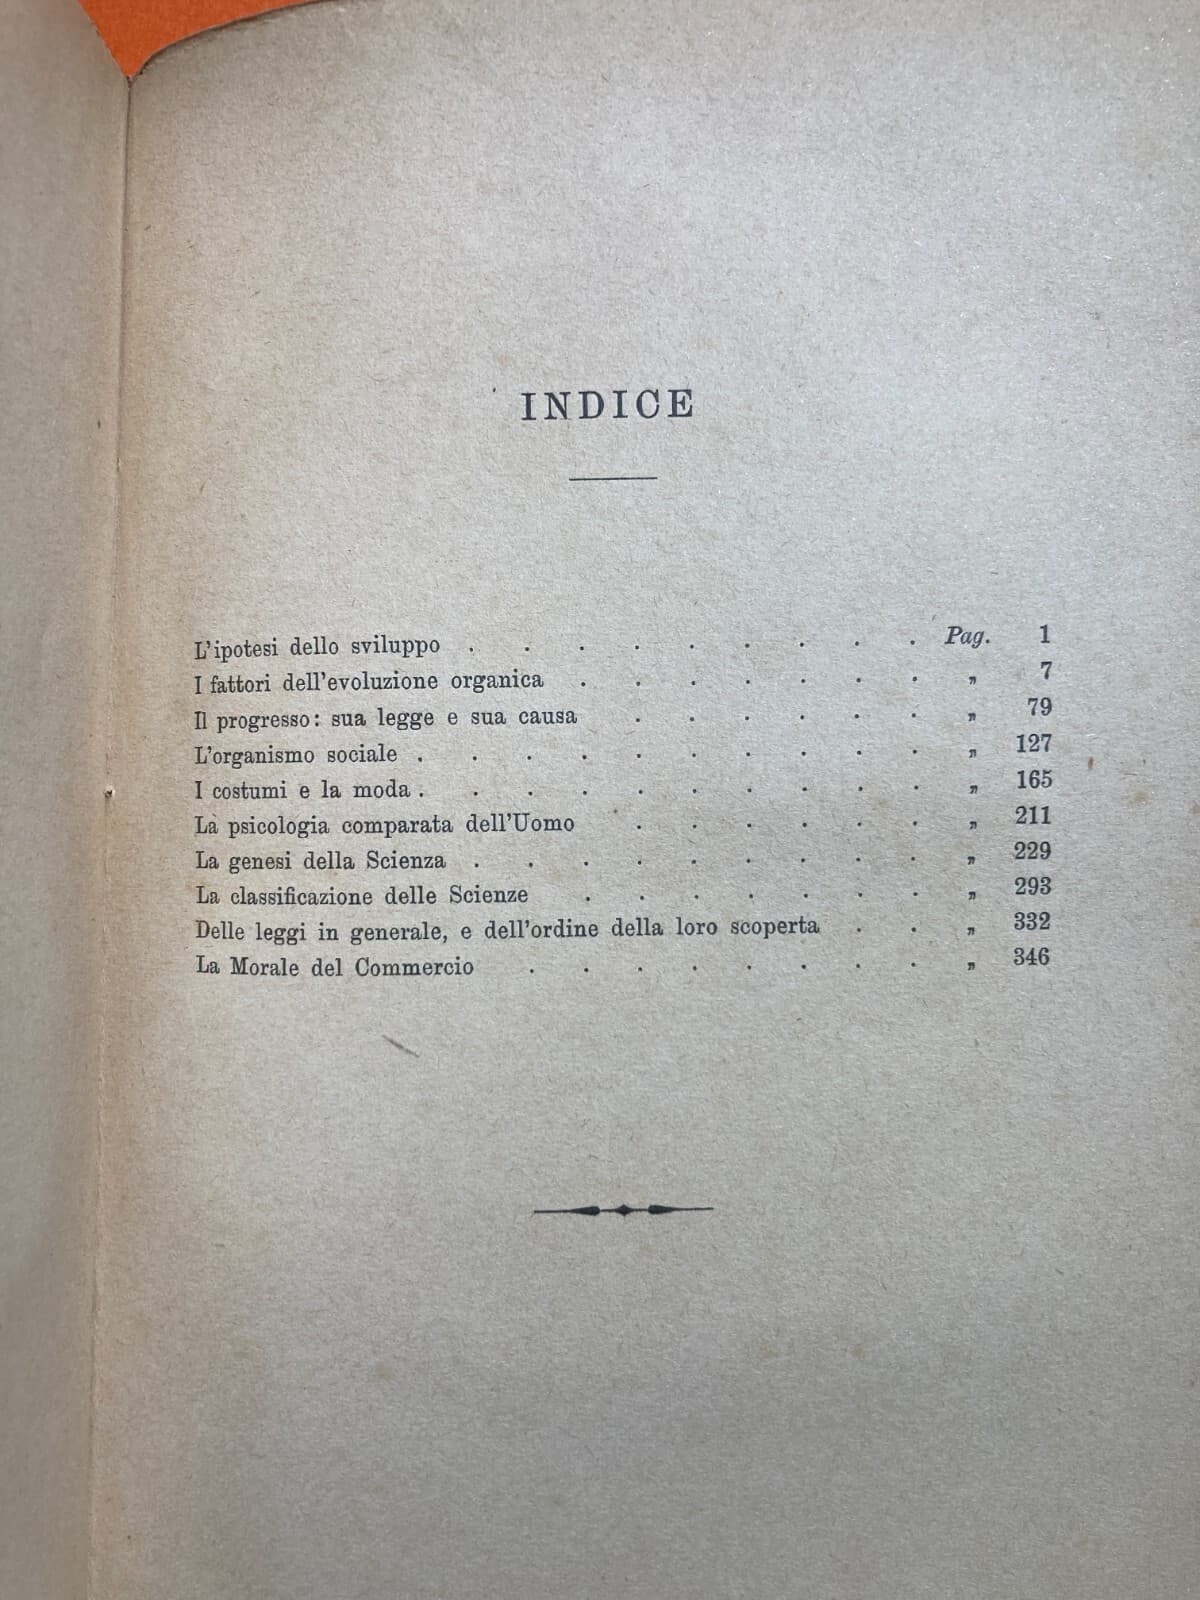 INDICE
L'ipotesi dello sviluppo . . . . . . . . . Pag. 1
I fattori dell'evoluzione organica . . . . . . . „ 7
Il progresso: sua legge e sua causa . . . . . . „ 79
L'organismo sociale . . . . . . . . . . „ 127
I costumi e la moda . . . . . . . . . . „ 165
La psicologia comparata dell'Uomo . . . . . . „ 211
La genesi della Scienza . . . . . . . . . „ 229
La classificazione delle Scienze . . . . . . . „ 293
Delle leggi in generale, e dell'ordine della loro scoperta . . „ 332
La Morale del Commercio . . . . . . . . „ 346